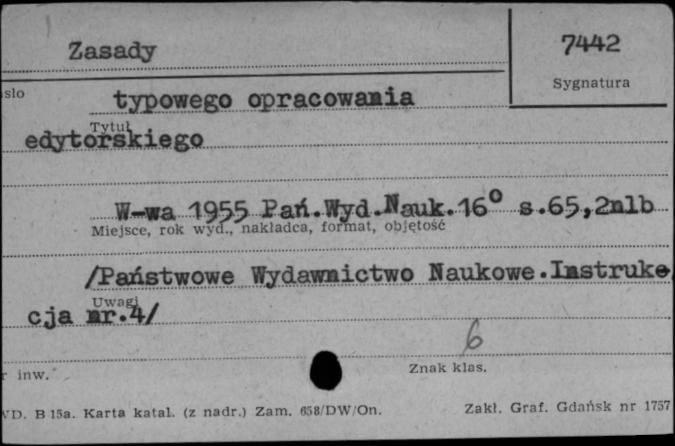 Zasady
7442
Sygnatura
sło
typowego opracowania
Tytuł
edytorskiego
W-wa 1955 Pań.Wyd.Nauk.16° s.65,2nlb
Miejsce, rok wyd., nakładca, format, objętość
/Państwowe Wydawnictwo Naukowe.Instruk
Uwagi
cja nr.4/
6
r inw.
Znak klas.
VD. B 15a. Karta katal. (z nadr.) Zam. 658/DW/On.
Zakł. Graf. Gdańsk nr 1757